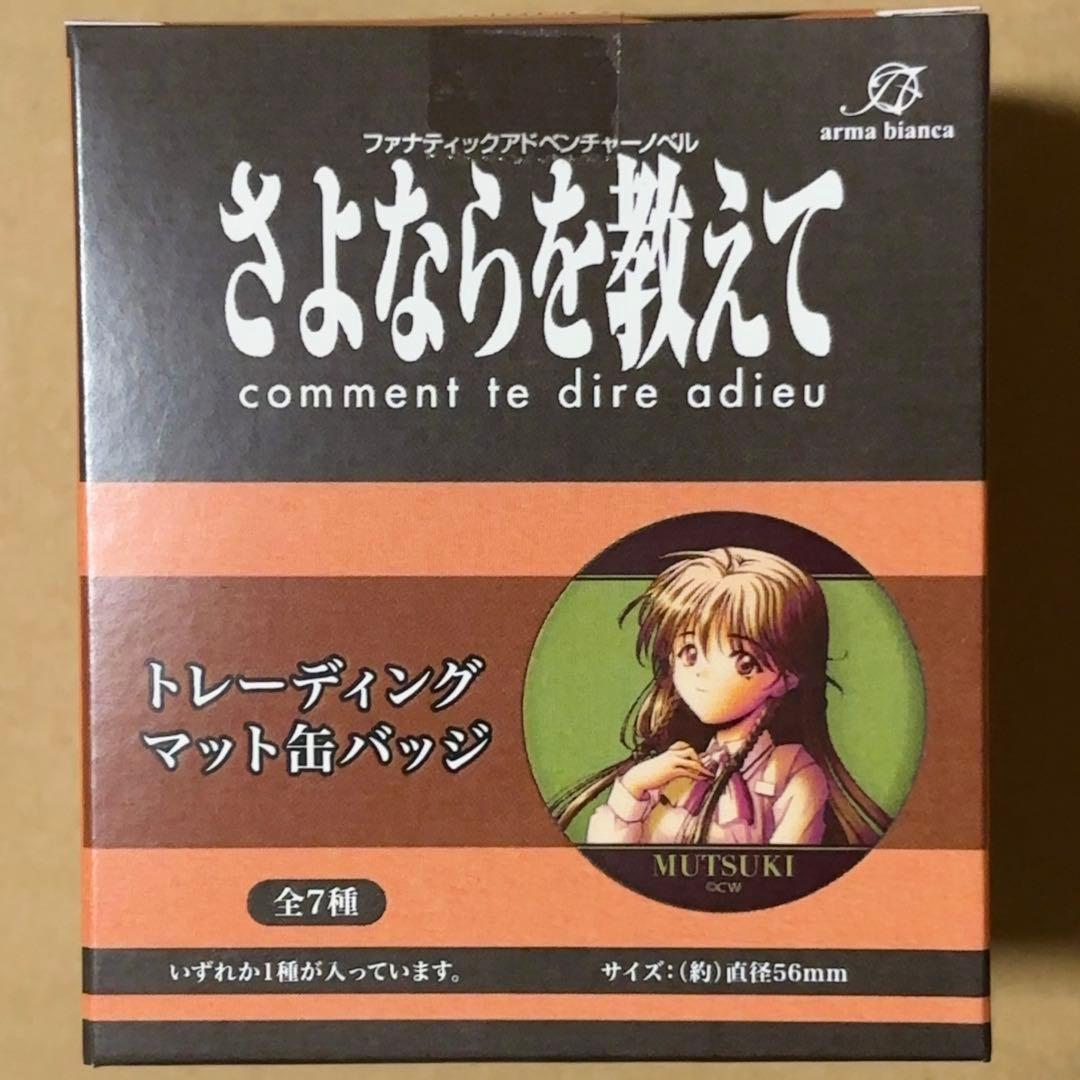 arma bianca
ファナティックアドベンチャーノベル
さよならを教えて
comment te dire adieu
トレーディング
マット缶バッジ
MUTSUKI
©CW
全7種
いずれか1種が入っています。
サイズ:(約)直径56mm